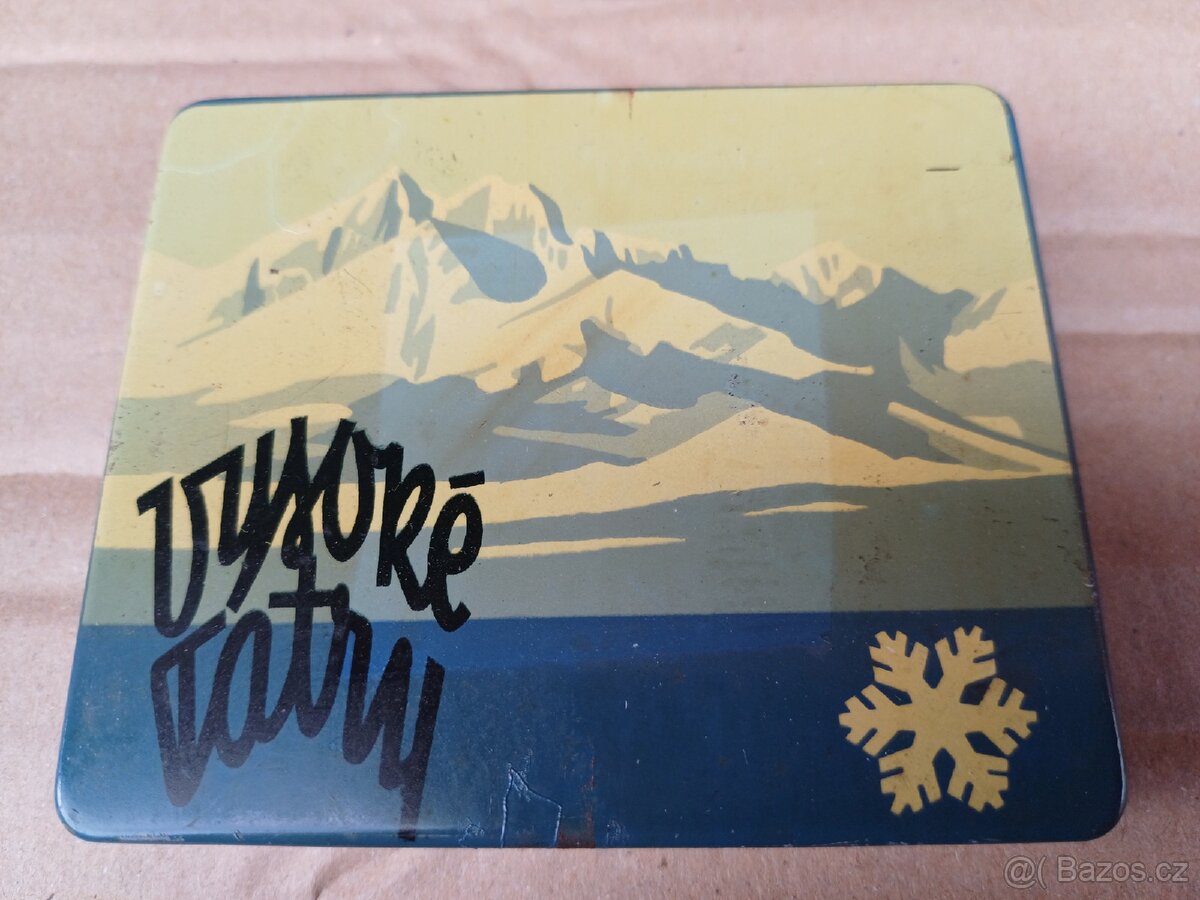 Vysoké
Tatry
@( Bazos.cz